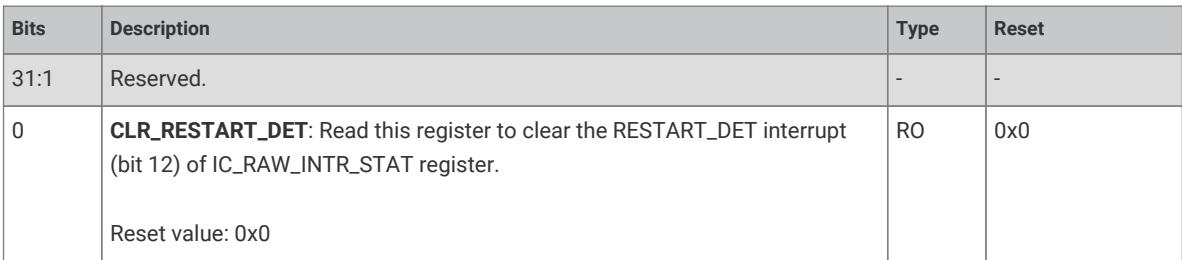 Bits Description Type Reset
31:1 Reserved. - -
0 CLR_RESTART_DET: Read this register to clear the RESTART_DET interrupt RO 0x0
(bit 12) of IC_RAW_INTR_STAT register.
Reset value: 0x0